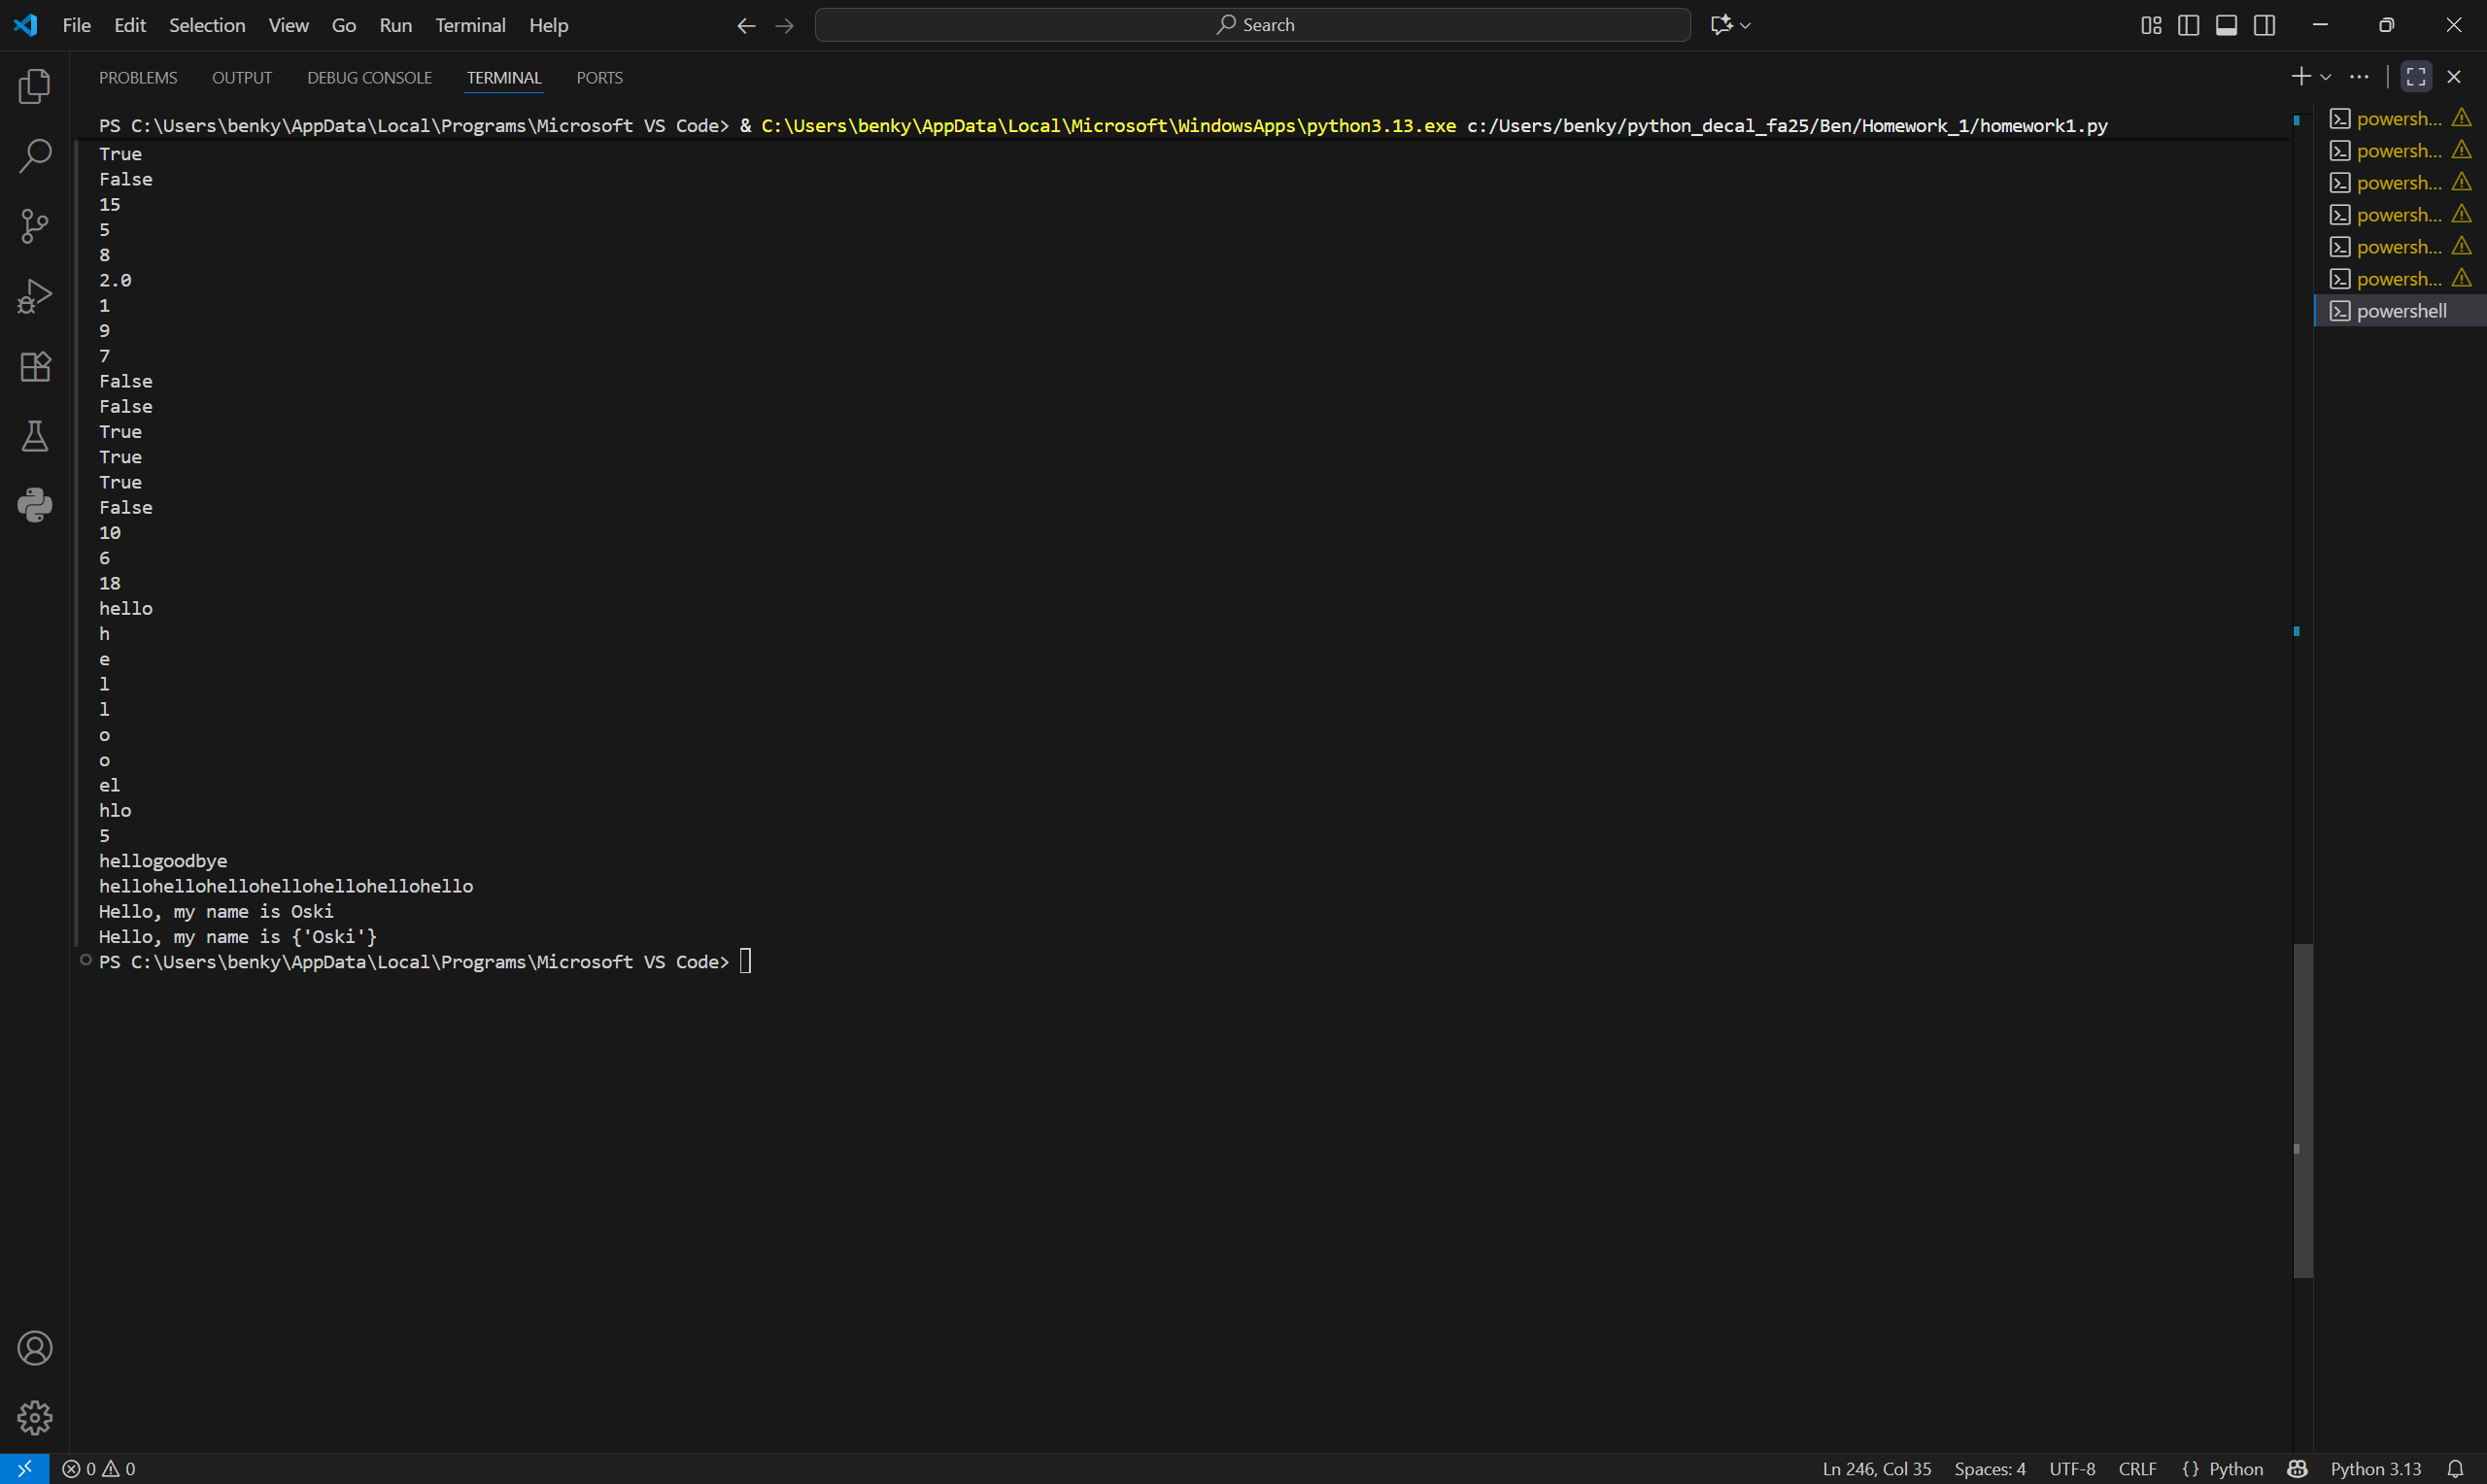 File Edit Selection View Go Run Terminal Help Search
PROBLEMS OUTPUT DEBUG CONSOLE TERMINAL PORTS
PS C:\Users\benky\AppData\Local\Programs\Microsoft VS Code> & C:\Users\benky\AppData\Local\Microsoft\WindowsApps\python3.13.exe c:/Users/benky/python_decal_fa25/Ben/Homework_1/homework1.py
True
False
15
5
8
2.0
1
9
7
False
False
True
True
True
False
10
6
18
hello
h
e
l
l
o
o
el
hlo
5
hellogoodbye
hellohellohellohellohellohellohello
Hello, my name is Oski
Hello, my name is {'Oski'}
PS C:\Users\benky\AppData\Local\Programs\Microsoft VS Code>
powersh...
powersh...
powersh...
powersh...
powersh...
powersh...
powershell
0 0 Ln 246, Col 35 Spaces: 4 UTF-8 CRLF {} Python Python 3.13